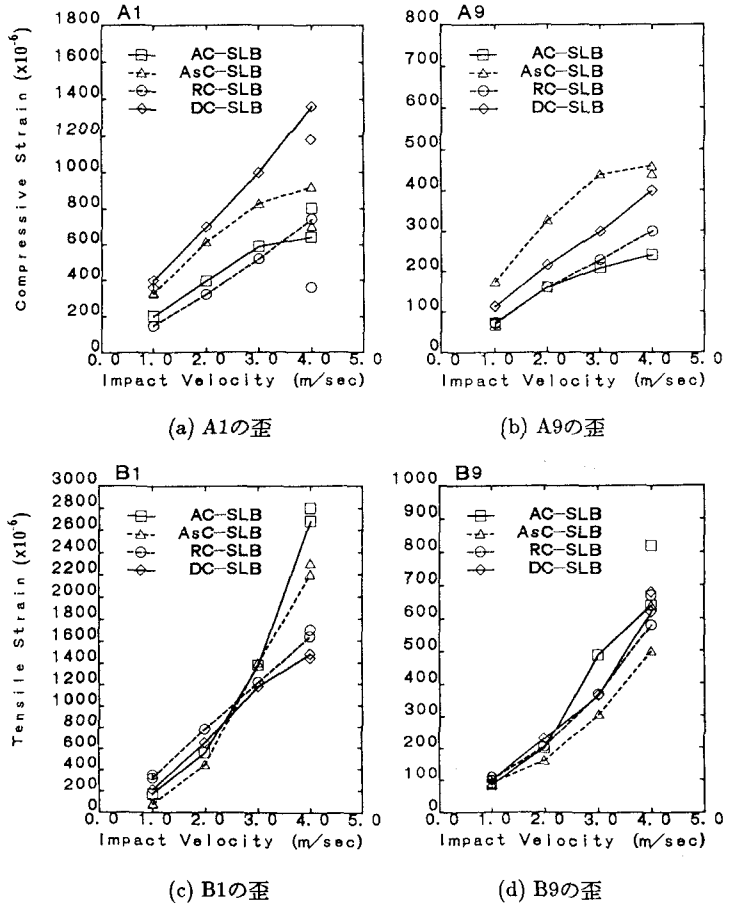 A1
1800
1600
1400
1200
1000
800
600
400
200
0
Compressive Strain (x10⁻⁶)
AC-SLB
AsC-SLB
RC-SLB
DC-SLB
0.0 1.0 2.0 3.0 4.0 5.0
Impact Velocity (m/sec)
(a) A1の歪
A9
800
700
600
500
400
300
200
100
0
AC-SLB
AsC-SLB
RC-SLB
DC-SLB
0.0 1.0 2.0 3.0 4.0 5.0
Impact Velocity (m/sec)
(b) A9の歪
B1
3000
2800
2600
2400
2200
2000
1800
1600
1400
1200
1000
800
600
400
200
0
Tensile Strain (x10⁻⁶)
AC-SLB
AsC-SLB
RC-SLB
DC-SLB
0.0 1.0 2.0 3.0 4.0 5.0
Impact Velocity (m/sec)
(c) B1の歪
B9
1000
900
800
700
600
500
400
300
200
100
0
AC-SLB
AsC-SLB
RC-SLB
DC-SLB
0.0 1.0 2.0 3.0 4.0 5.0
Impact Velocity (m/sec)
(d) B9の歪